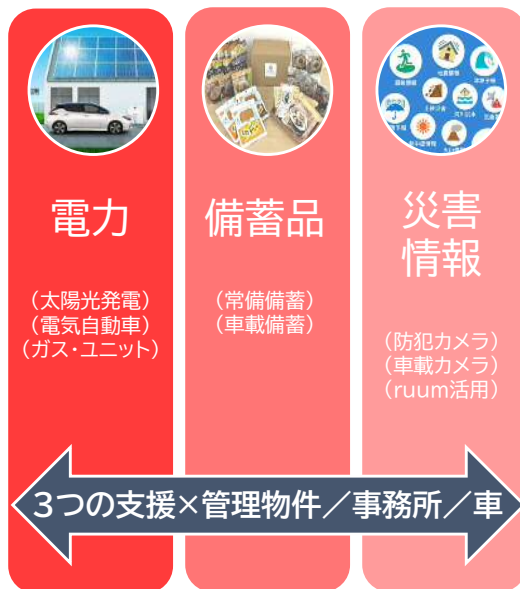 電力
（太陽光発電）
（電気自動車）
（ガス・ユニット）
備蓄品
（常備備蓄）
（車載備蓄）
災害
情報
（防犯カメラ）
（車載カメラ）
（ruum活用）
3つの支援×管理物件／事務所／車